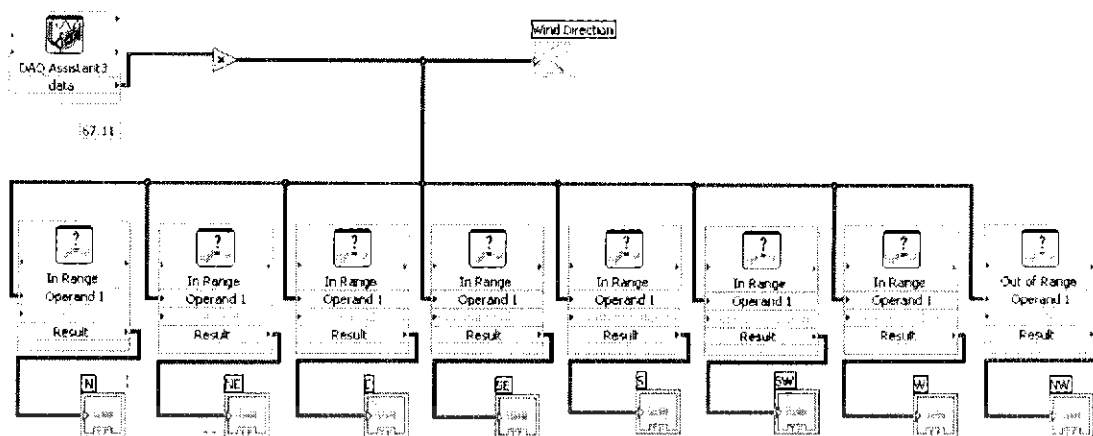 Wind Direction
DAQ Assistant3
data
67.11
In Range
Operand 1
Result
In Range
Operand 1
Result
In Range
Operand 1
Result
In Range
Operand 1
Result
In Range
Operand 1
Result
In Range
Operand 1
Result
In Range
Operand 1
Result
Out of Range
Operand 1
Result
N
NE
E
SE
S
SW
W
NW